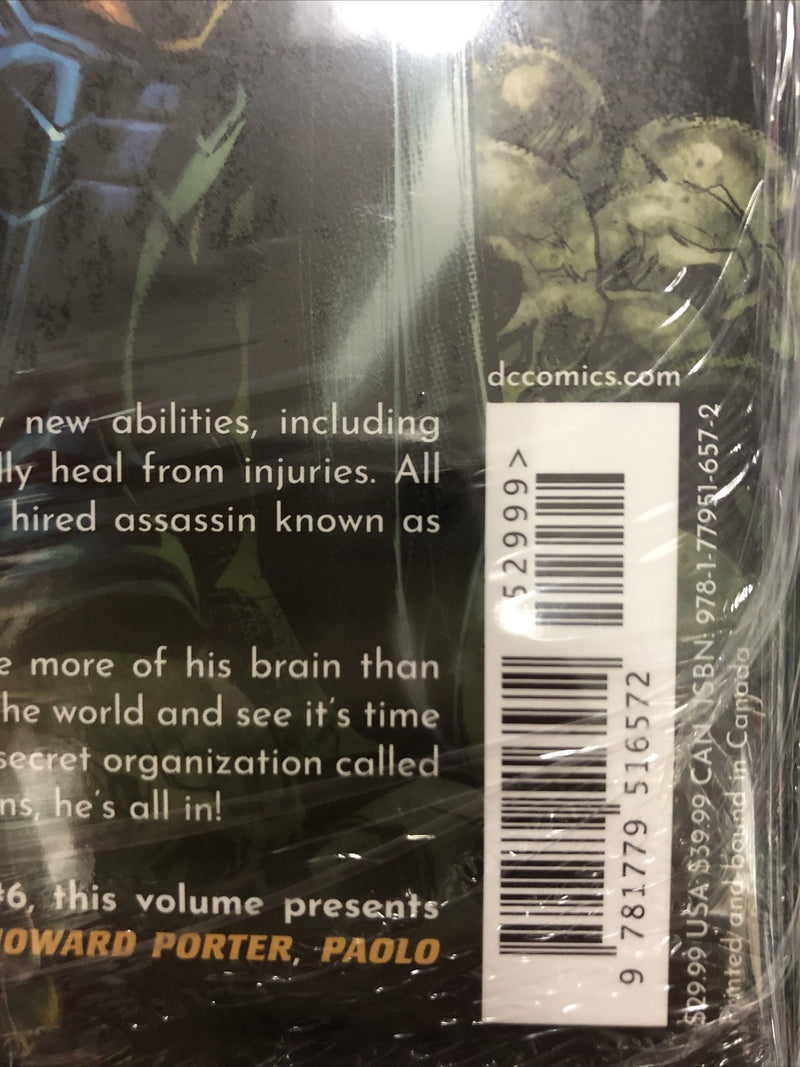 new abilities, including
lly heal from injuries. All
hired assassin known as
e more of his brain than
he world and see it's time
secret organization called
ns, he's all in!
#6, this volume presents
HOWARD PORTER, PAOLO
dccomics.com
52999>
9 781779 516572
$29.99 USA $39.99 CAN ISBN: 978-1-77951-657-2
Printed and bound in Canada